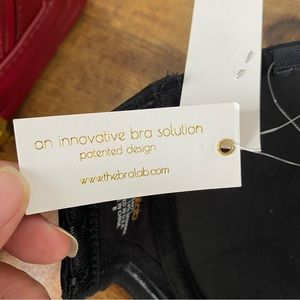 an innovative bra solution
patented design
www.thebralab.com